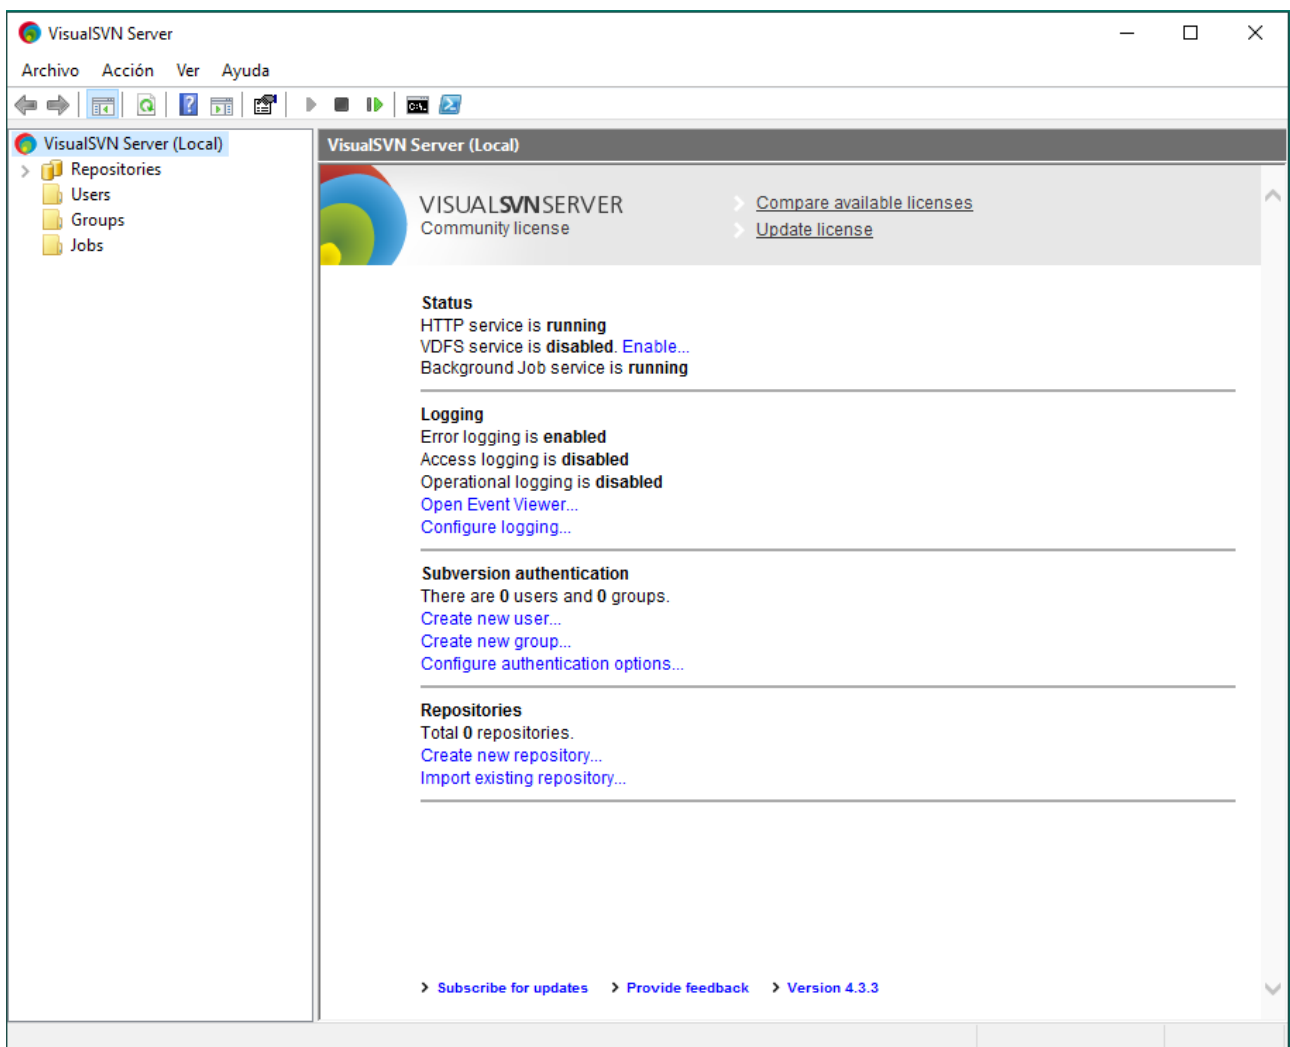 VisualSVN Server
Archivo Acción Ver Ayuda
VisualSVN Server (Local)
Repositories
Users
Groups
Jobs
VisualSVN Server (Local)
VISUALSVNSERVER
Community license
Compare available licenses
Update license
Status
HTTP service is running
VDFS service is disabled. Enable...
Background Job service is running
Logging
Error logging is enabled
Access logging is disabled
Operational logging is disabled
Open Event Viewer...
Configure logging...
Subversion authentication
There are 0 users and 0 groups.
Create new user...
Create new group...
Configure authentication options...
Repositories
Total 0 repositories.
Create new repository...
Import existing repository...
Subscribe for updates Provide feedback Version 4.3.3